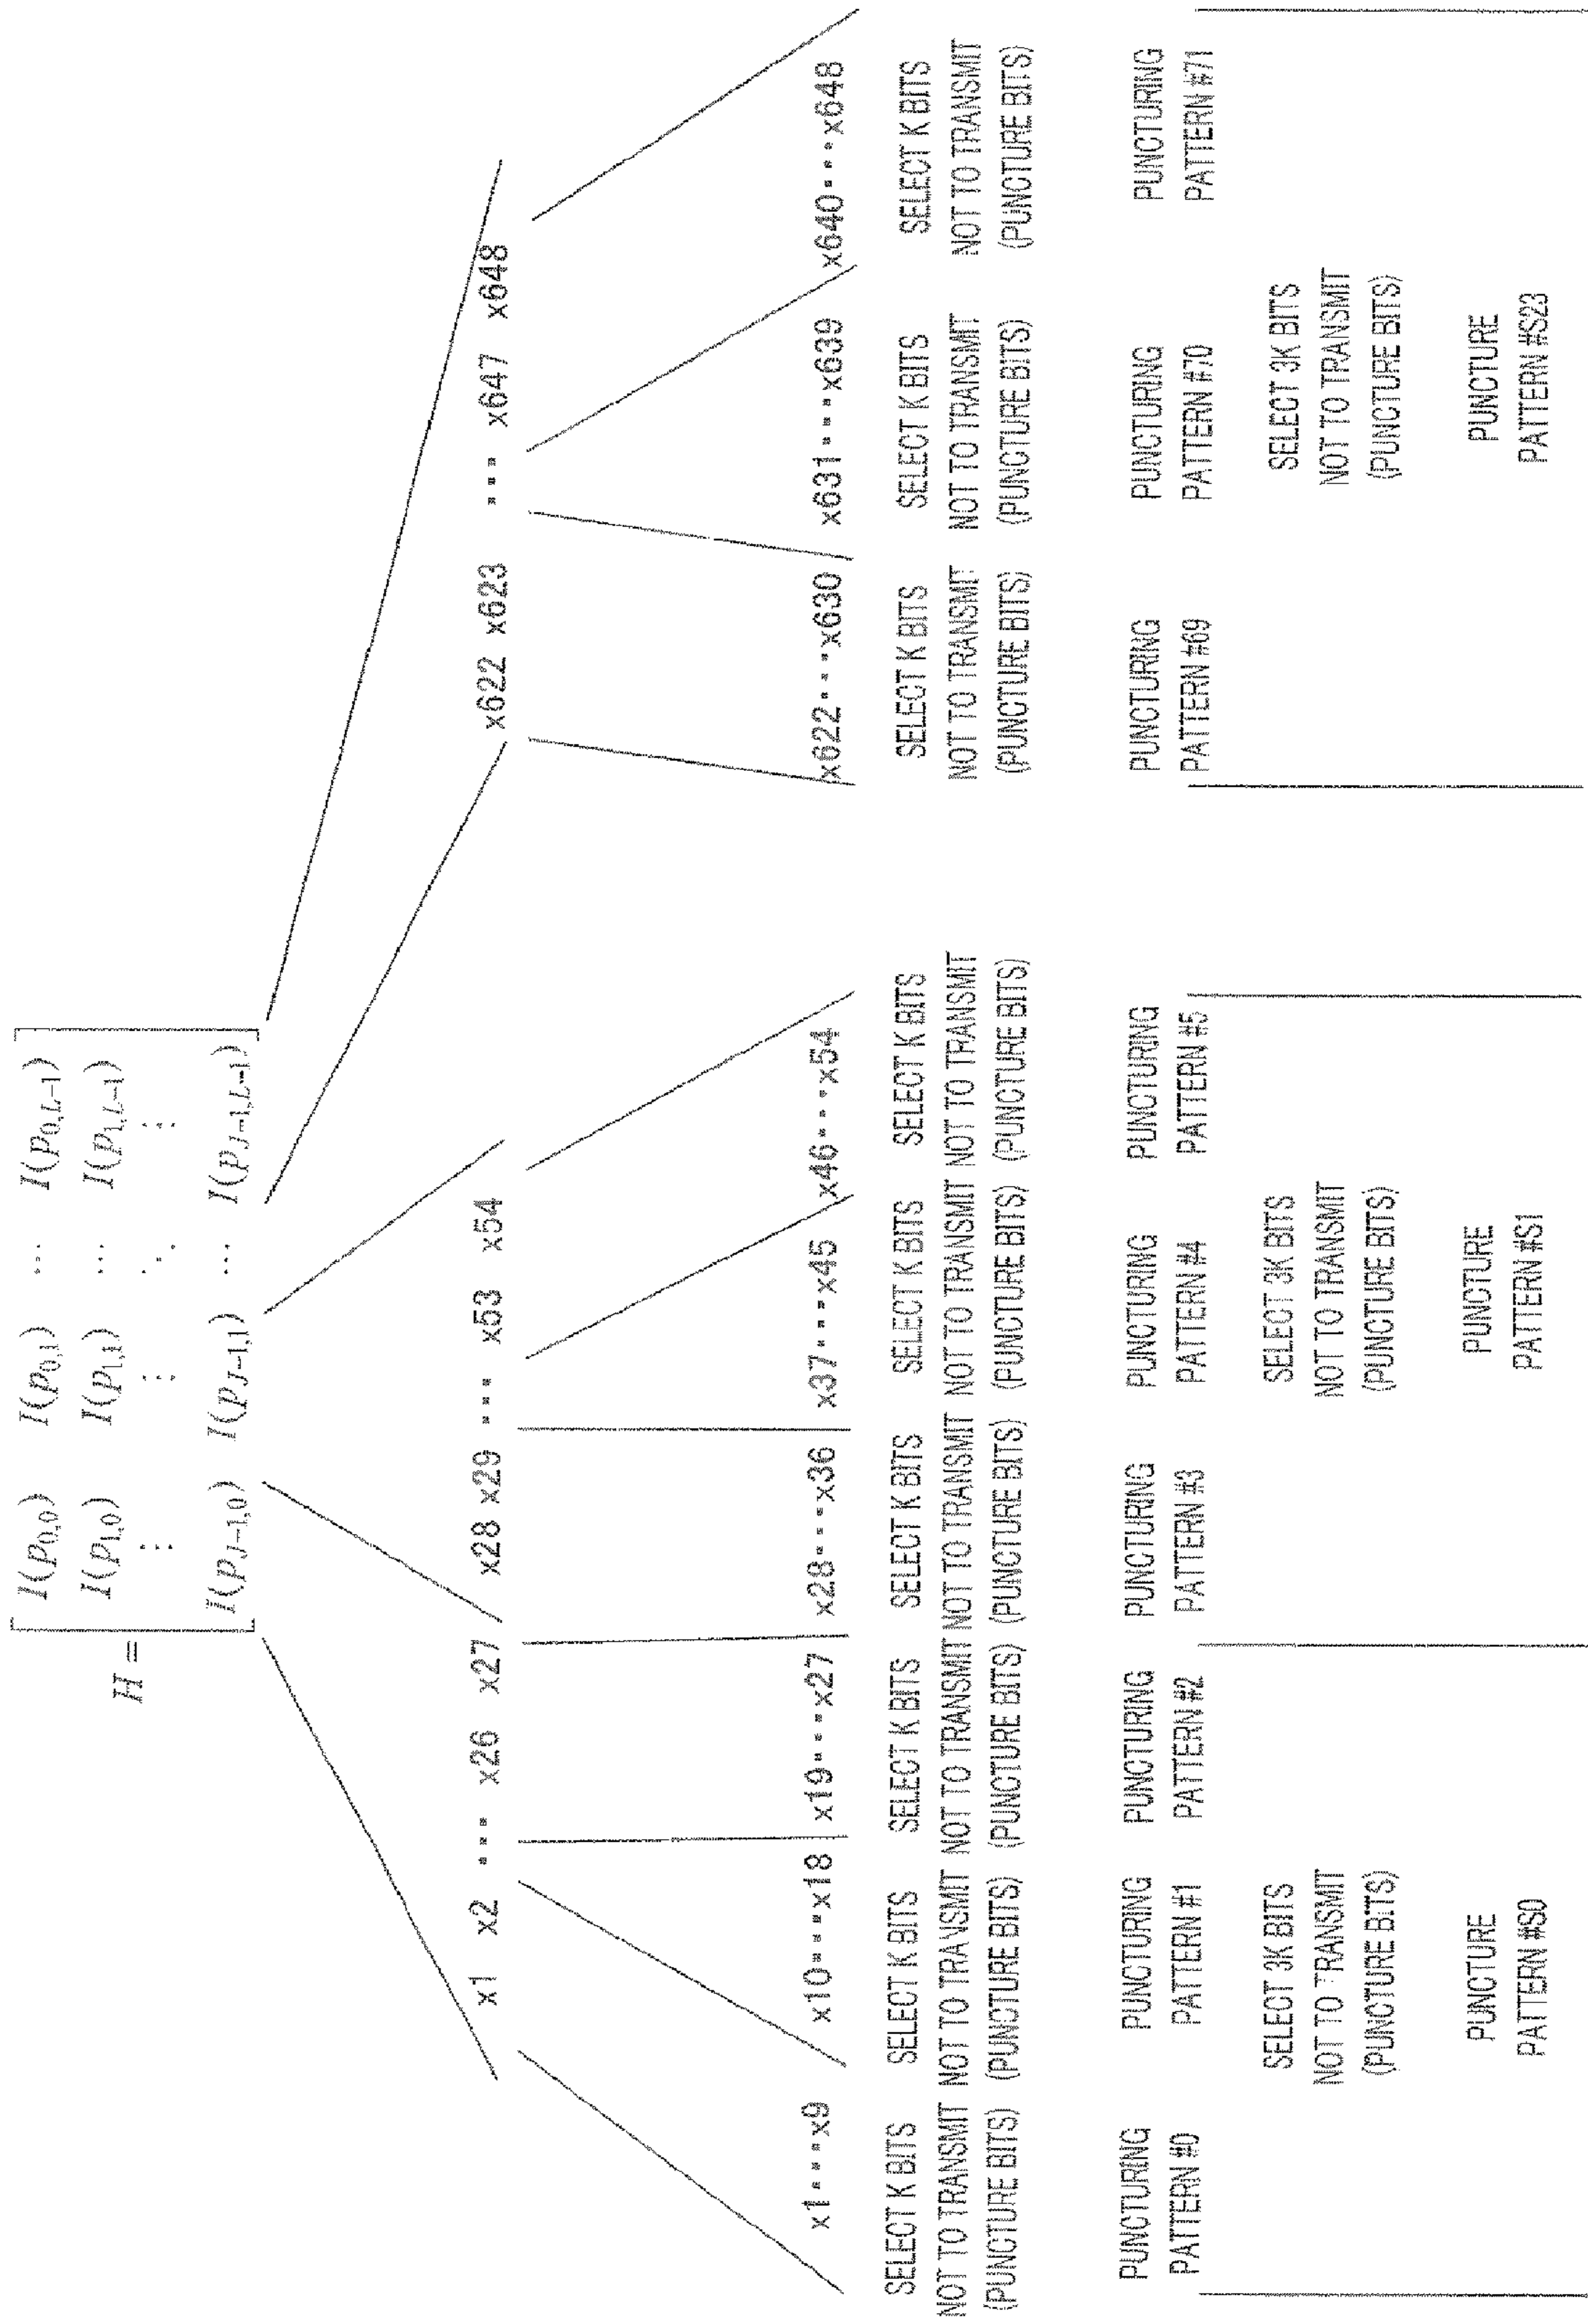 H =
I(p0,0) I(p0,1) ... I(p0,L−1)
I(p1,0) I(p1,1) ... I(p1,L−1)
⋮ ⋮ ⋱ ⋮
I(pJ−1,0) I(pJ−1,1) ... I(pJ−1,L−1)
x1 x2 ... x26 x27 x28 x29 ... x53 x54 x622 x623 ... x647 x648
x1...x9 x10...x18 x19...x27 x28...x36 x37...x45 x46...x54 x622...x630 x631...x639 x640...x648
SELECT K BITS SELECT K BITS SELECT K BITS SELECT K BITS SELECT K BITS SELECT K BITS SELECT K BITS SELECT K BITS SELECT K BITS
NOT TO TRANSMIT NOT TO TRANSMIT NOT TO TRANSMIT NOT TO TRANSMIT NOT TO TRANSMIT NOT TO TRANSMIT NOT TO TRANSMIT NOT TO TRANSMIT NOT TO TRANSMIT
(PUNCTURE BITS) (PUNCTURE BITS) (PUNCTURE BITS) (PUNCTURE BITS) (PUNCTURE BITS) (PUNCTURE BITS) (PUNCTURE BITS) (PUNCTURE BITS) (PUNCTURE BITS)
PUNCTURING PUNCTURING PUNCTURING PUNCTURING PUNCTURING PUNCTURING PUNCTURING PUNCTURING PUNCTURING
PATTERN #0 PATTERN #1 PATTERN #2 PATTERN #3 PATTERN #4 PATTERN #5 PATTERN #69 PATTERN #70 PATTERN #71
SELECT 3K BITS SELECT 3K BITS SELECT 3K BITS
NOT TO TRANSMIT NOT TO TRANSMIT NOT TO TRANSMIT
(PUNCTURE BITS) (PUNCTURE BITS) (PUNCTURE BITS)
PUNCTURE PUNCTURE PUNCTURE
PATTERN #S0 PATTERN #S1 PATTERN #S23